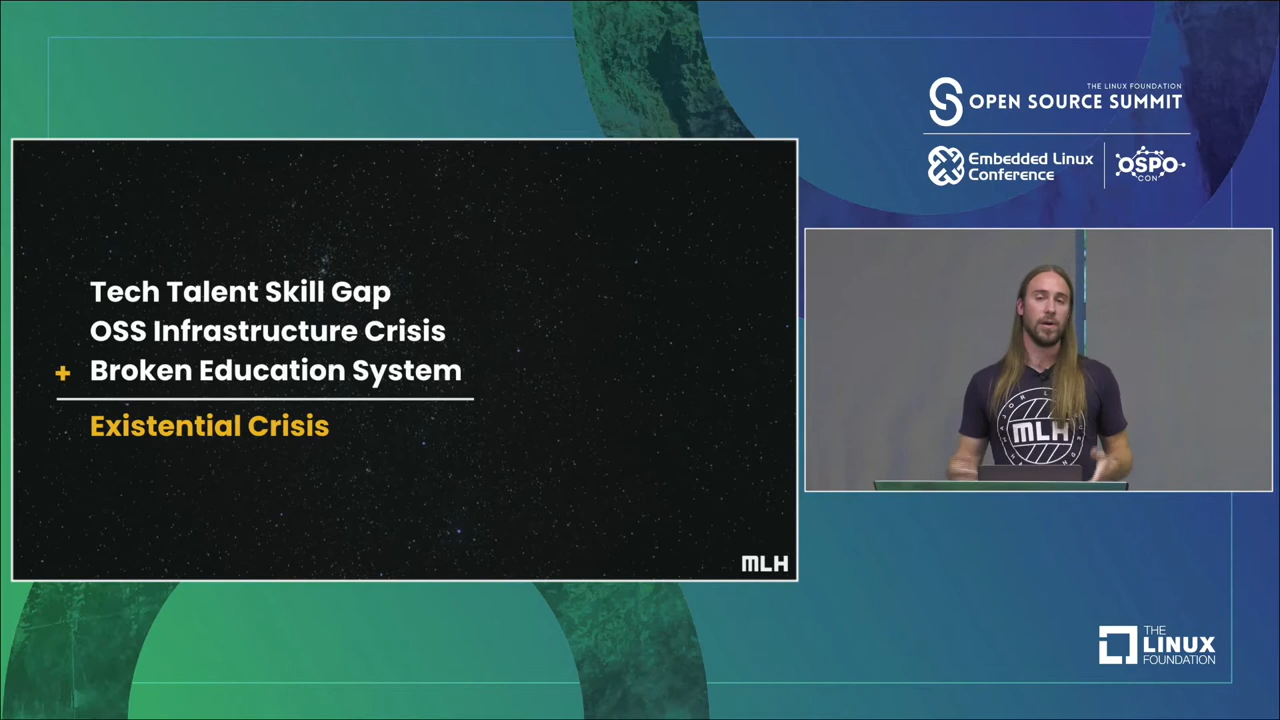 THE LINUX FOUNDATION
OPEN SOURCE SUMMIT
Embedded Linux
Conference
OSPO
CON
Tech Talent Skill Gap
OSS Infrastructure Crisis
+ Broken Education System
Existential Crisis
MLH
MLH
THE
LINUX
FOUNDATION